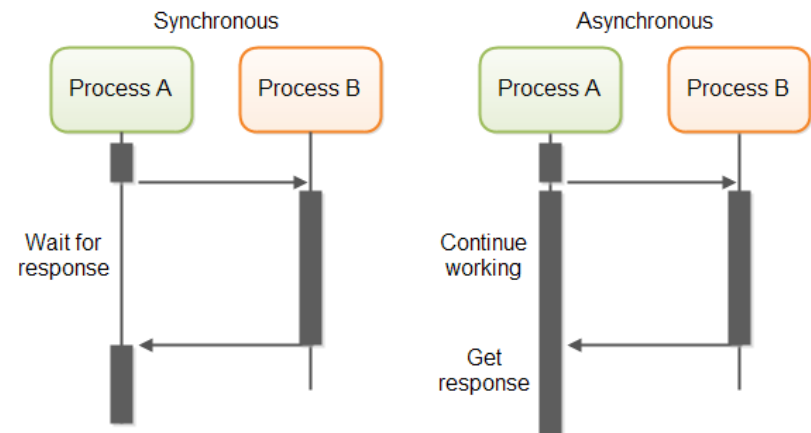 Synchronous
Asynchronous
Process A
Process B
Process A
Process B
Wait for
response
Continue
working
Get
response